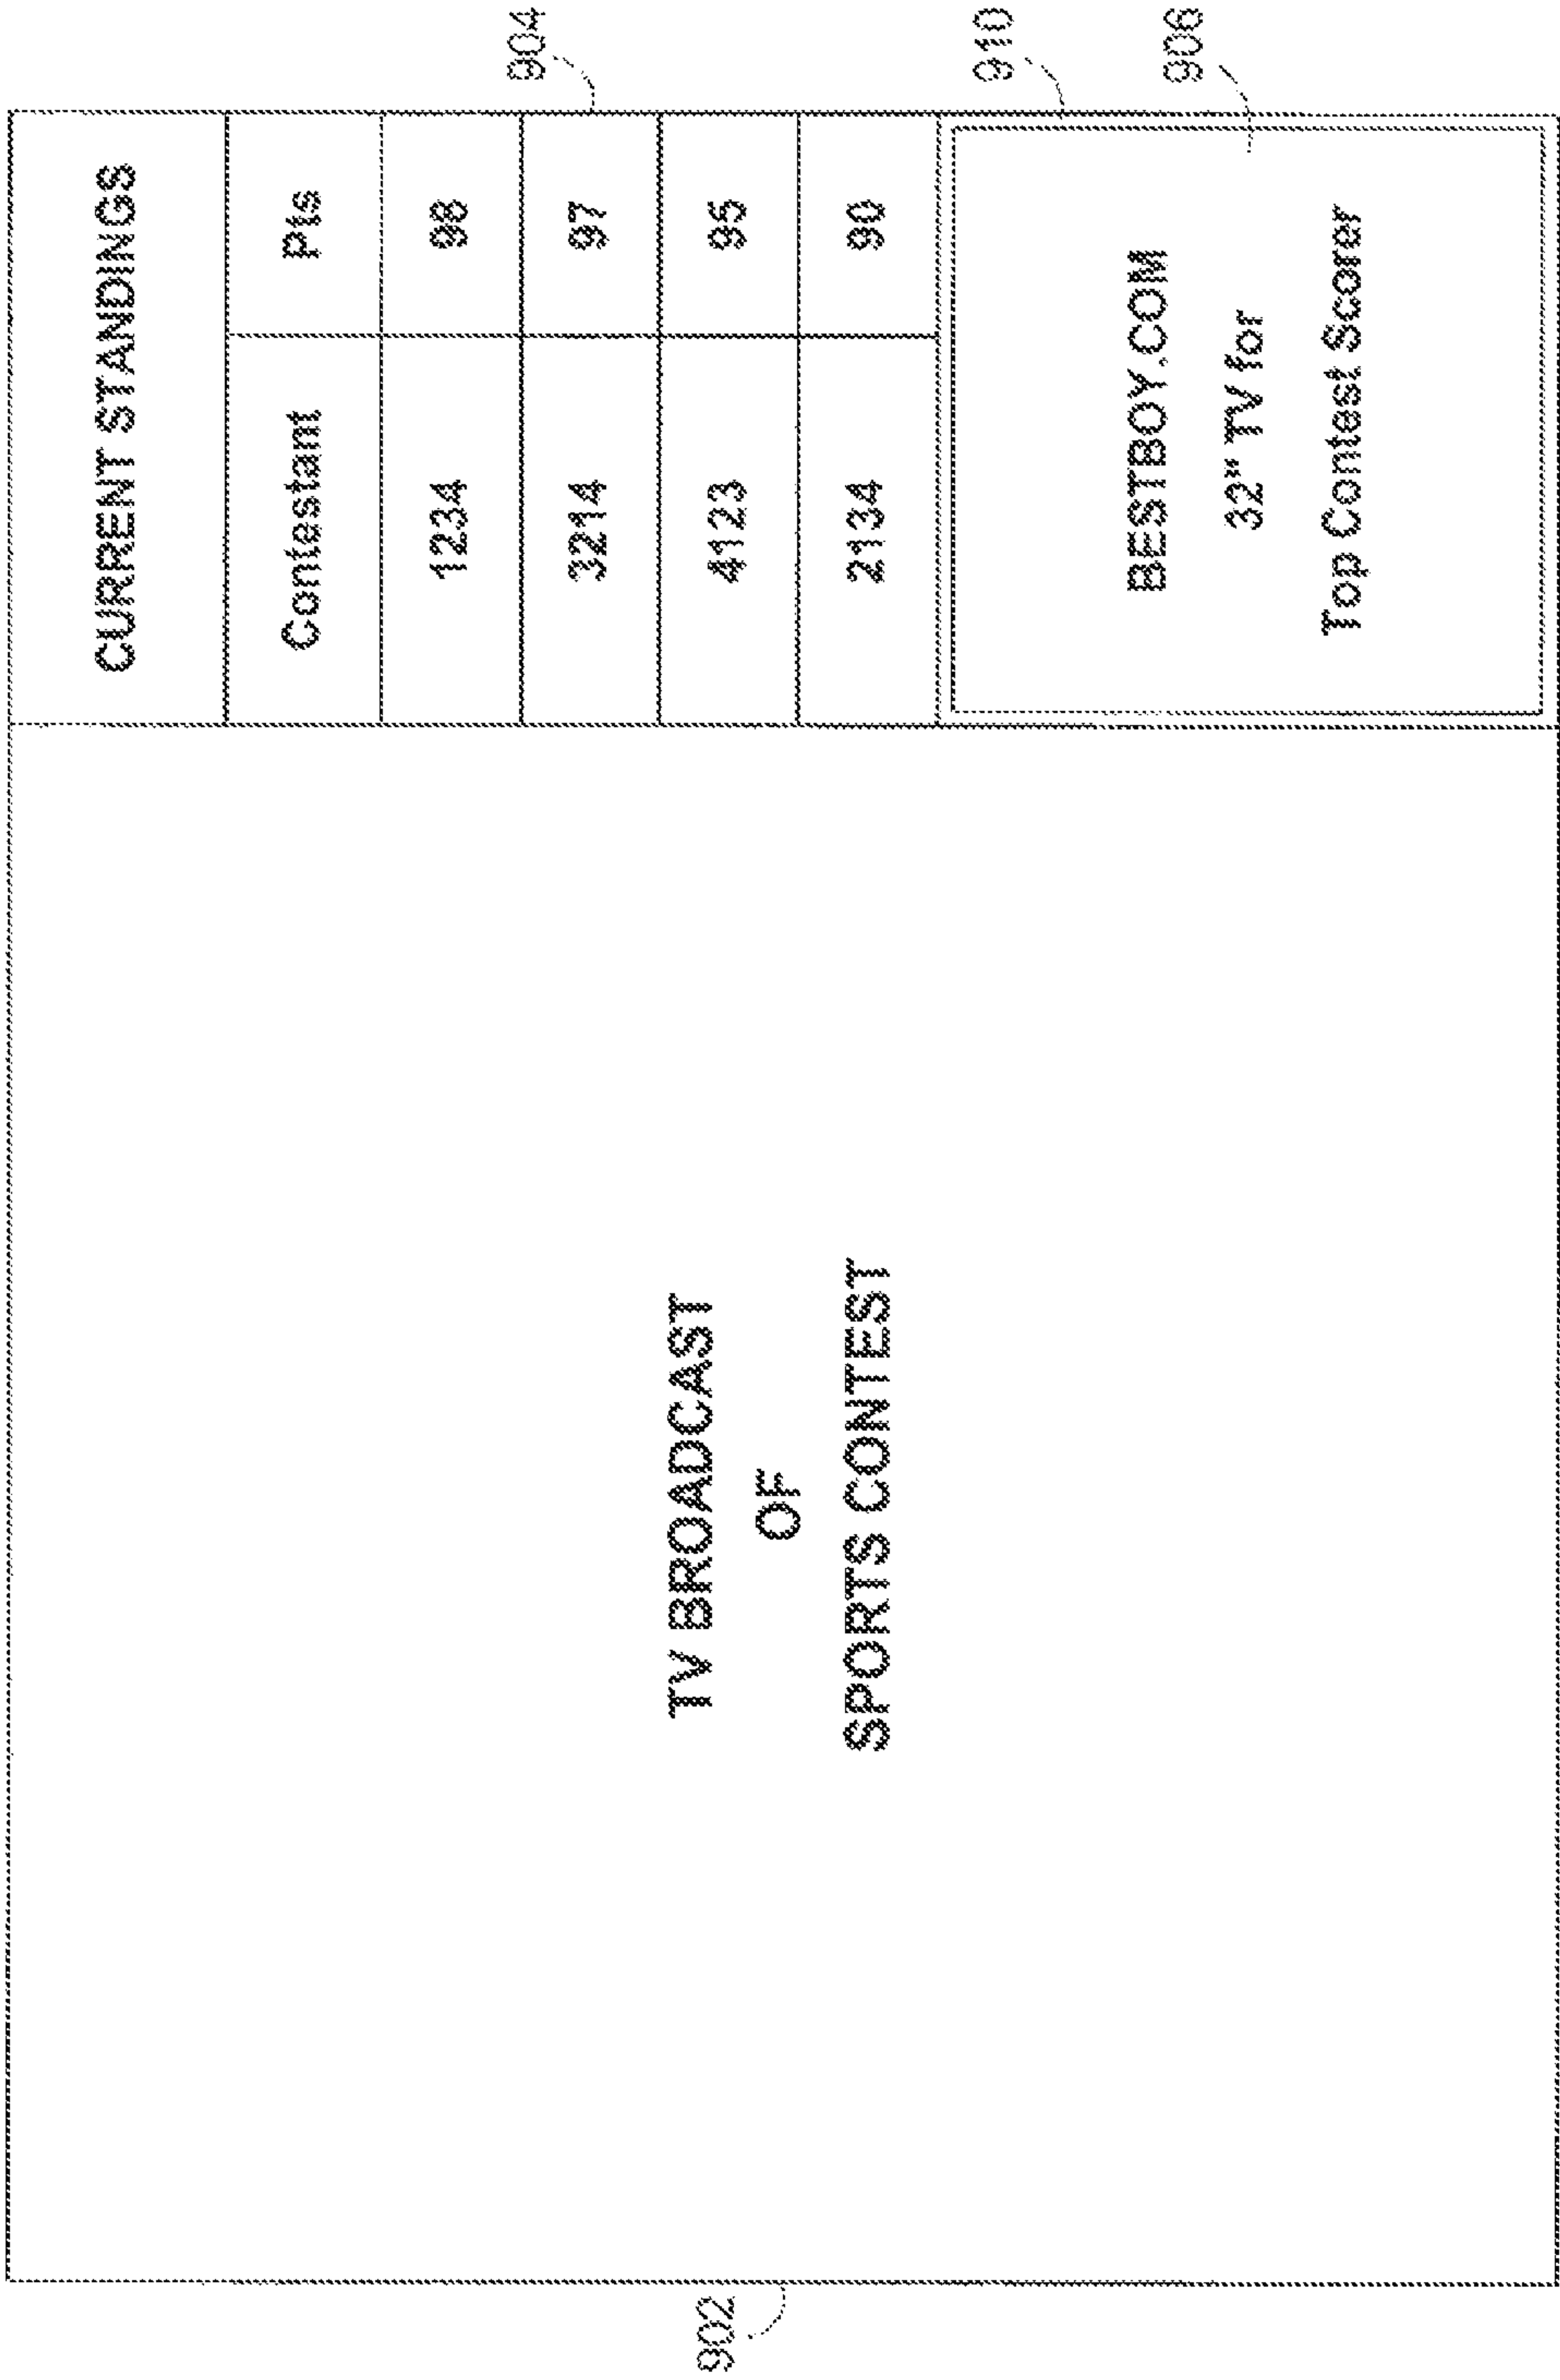 TV BROADCAST
OF
SPORTS CONTEST
CURRENT STANDINGS
Contestant Pts
1234 98
3214 97
4123 95
2134 90
BESTBOY.COM
32" TV for
Top Contest Scorer
902
904
910
906